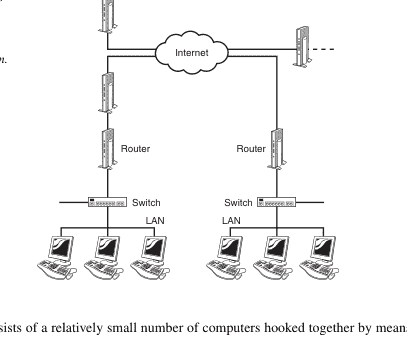 n.
Internet
Router
Router
Switch
Switch
LAN
LAN
sists of a relatively small number of computers hooked together by mean